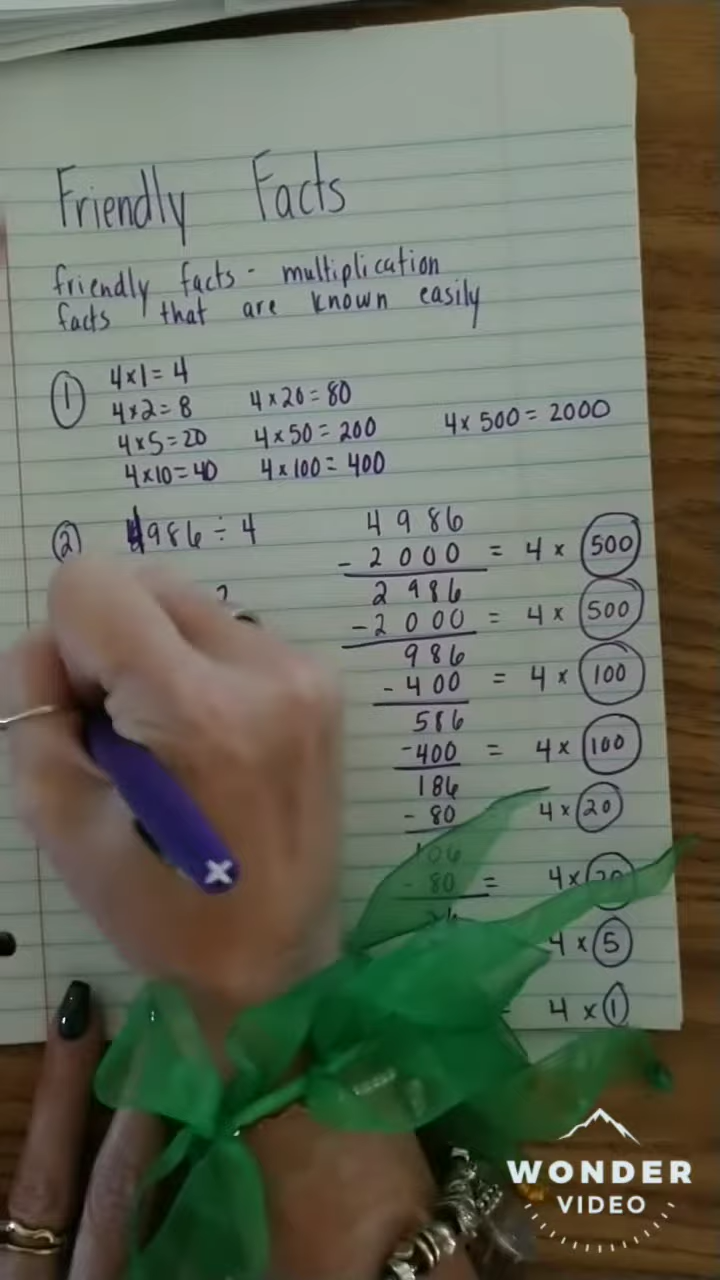 Friendly Facts
friendly facts - multiplication
facts that are known easily
① 4×1=4
4×2=8 4×20=80
4×5=20 4×50=200 4×500=2000
4×10=40 4×100=400
② 4986÷4 4986
-2000 = 4×500
2986
-2000 = 4×500
986
-400 = 4×100
586
-400 = 4×100
186
-80 4×20
106
-80 = 4×20
4×5
4×1
WONDER
VIDEO